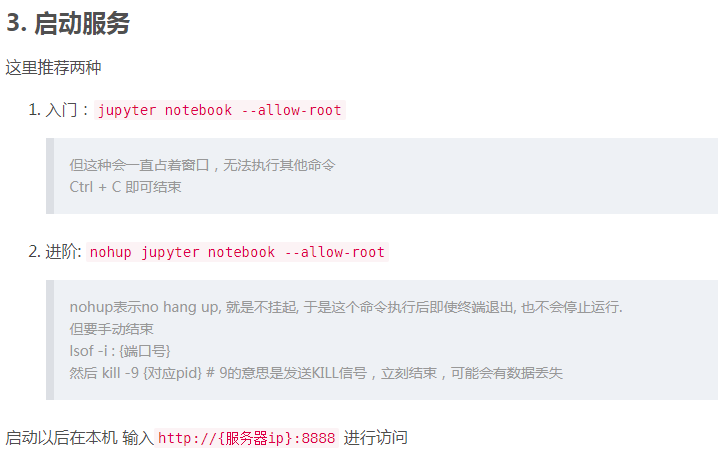 3. 启动服务
这里推荐两种
1. 入门：jupyter notebook --allow-root
但这种会一直占着窗口，无法执行其他命令
Ctrl + C 即可结束
2. 进阶: nohup jupyter notebook --allow-root
nohup表示no hang up, 就是不挂起, 于是这个命令执行后即使终端退出, 也不会停止运行.
但要手动结束
lsof -i : {端口号}
然后 kill -9 {对应pid} # 9的意思是发送KILL信号，立刻结束，可能会有数据丢失
启动以后在本机 输入http://{服务器ip}:8888 进行访问